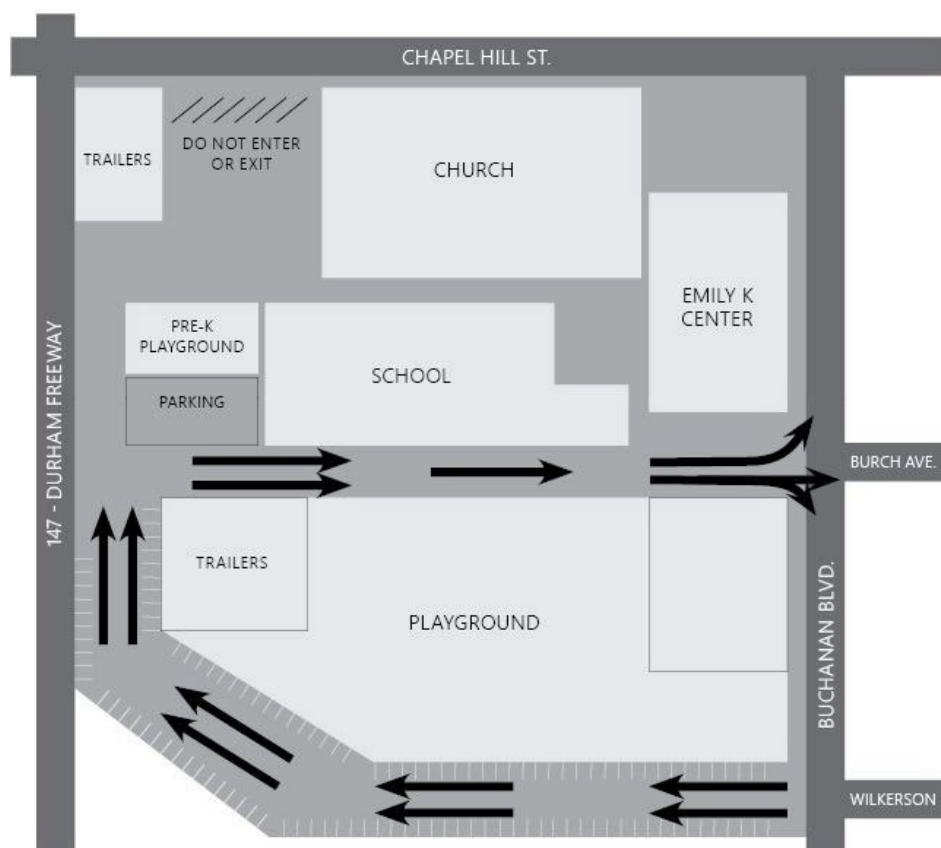 CHAPEL HILL ST.
TRAILERS
DO NOT ENTER
OR EXIT
CHURCH
EMILY K
CENTER
PRE-K
PLAYGROUND
SCHOOL
PARKING
147 - DURHAM FREEWAY
BURCH AVE.
TRAILERS
PLAYGROUND
BUCHANAN BLVD.
WILKERSON